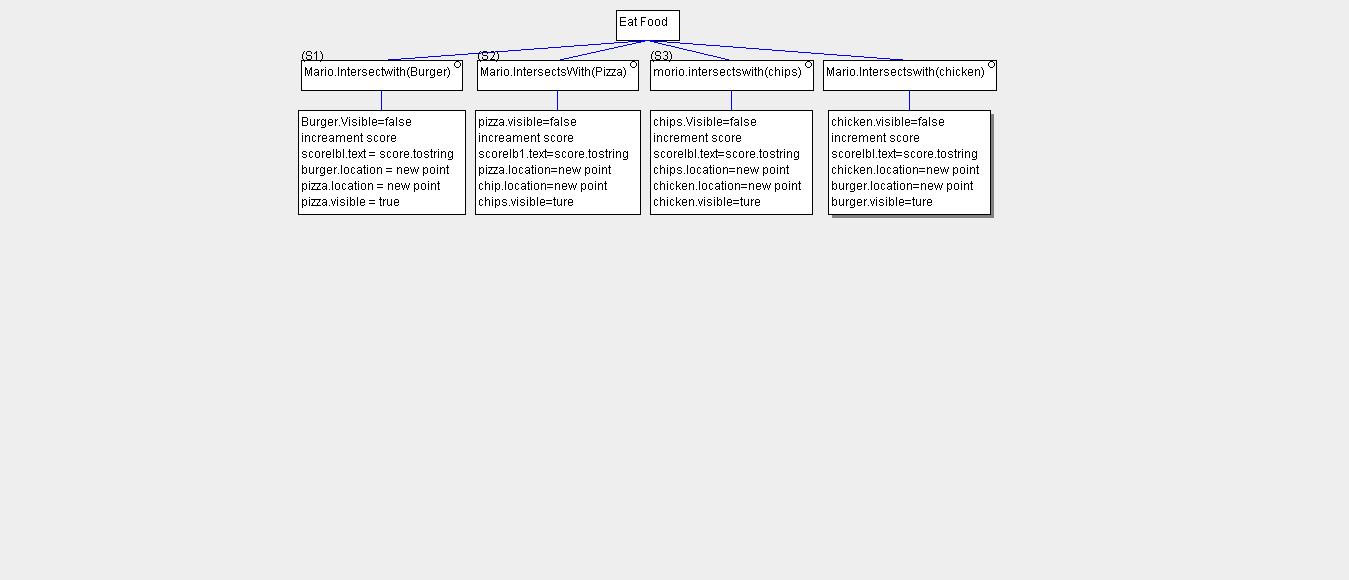 Eat Food
(S1)
Mario.Intersectwith(Burger)
Burger.Visible=false
increament score
scorelbl.text = score.tostring
burger.location = new point
pizza.location = new point
pizza.visible = true
(S2)
Mario.IntersectsWith(Pizza)
pizza.visible=false
increament score
scorelb1.text=score.tostring
pizza.location=new point
chip.location=new point
chips.visible=ture
(S3)
morio.intersectswith(chips)
chips.Visible=false
increment score
scorelbl.text=score.tostring
chips.location=new point
chicken.location=new point
chicken.visible=ture
Mario.Intersectswith(chicken)
chicken.visible=false
increment score
scorelbl.text=score.tostring
chicken.location=new point
burger.location=new point
burger.visible=ture